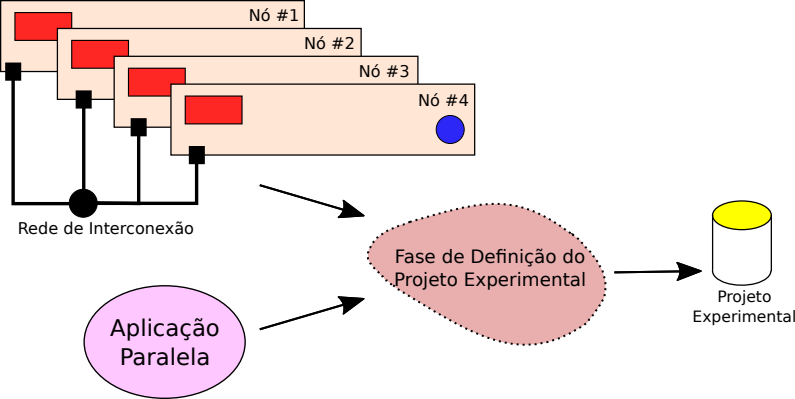 Nó #1
Nó #2
Nó #3
Nó #4
Rede de Interconexão
Fase de Definição do
Projeto Experimental
Projeto
Experimental
Aplicação
Paralela